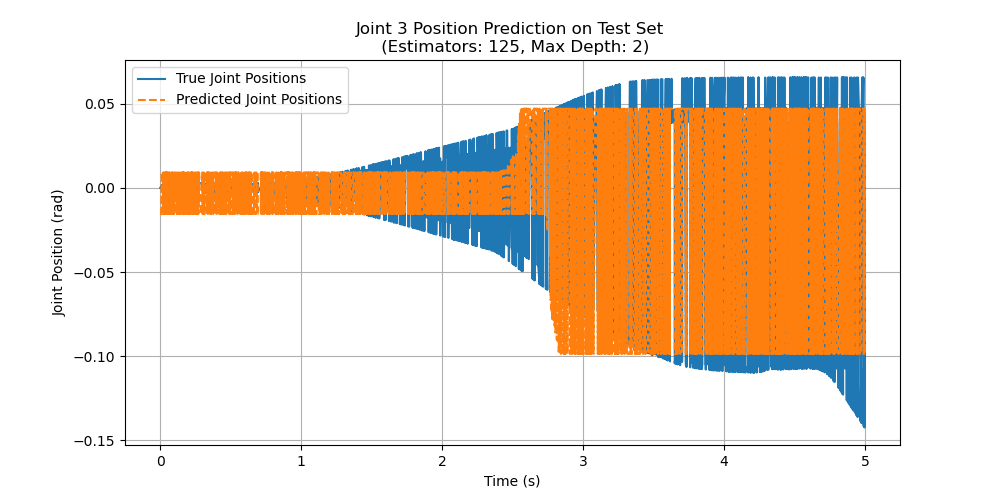 Joint 3 Position Prediction on Test Set
(Estimators: 125, Max Depth: 2)
True Joint Positions
Predicted Joint Positions
Joint Position (rad)
0.05
0.00
−0.05
−0.10
−0.15
0 1 2 3 4 5
Time (s)